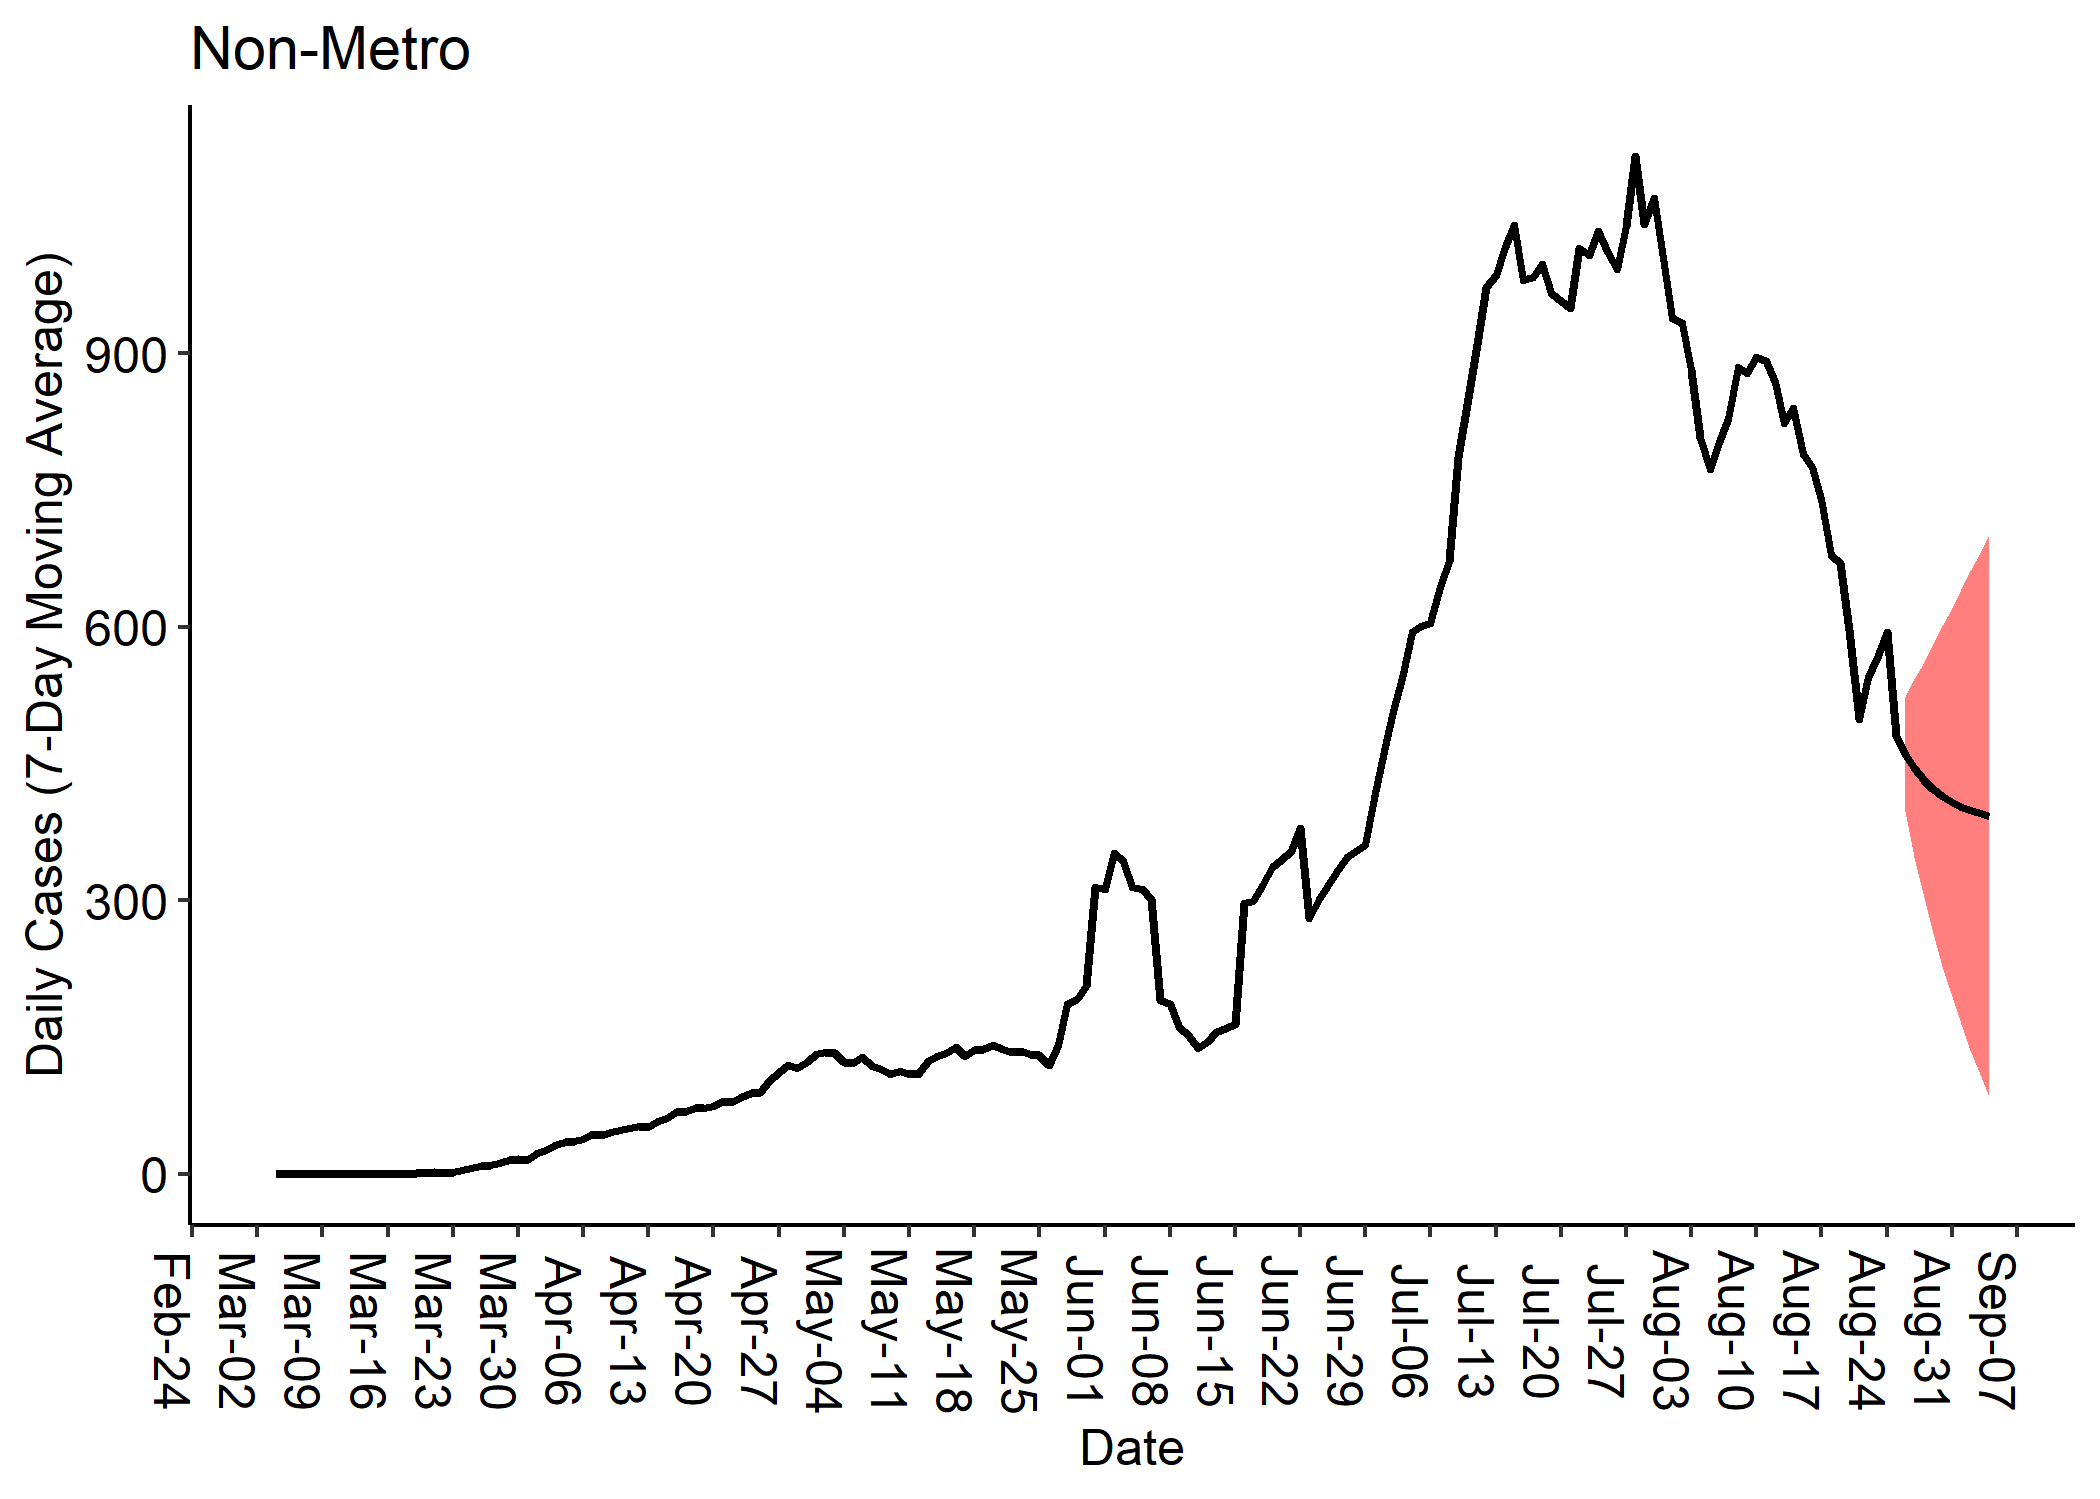 Non-Metro
Daily Cases (7-Day Moving Average)
900
600
300
0
Feb-24
Mar-02
Mar-09
Mar-16
Mar-23
Mar-30
Apr-06
Apr-13
Apr-20
Apr-27
May-04
May-11
May-18
May-25
Jun-01
Jun-08
Jun-15
Jun-22
Jun-29
Jul-06
Jul-13
Jul-20
Jul-27
Aug-03
Aug-10
Aug-17
Aug-24
Aug-31
Sep-07
Date